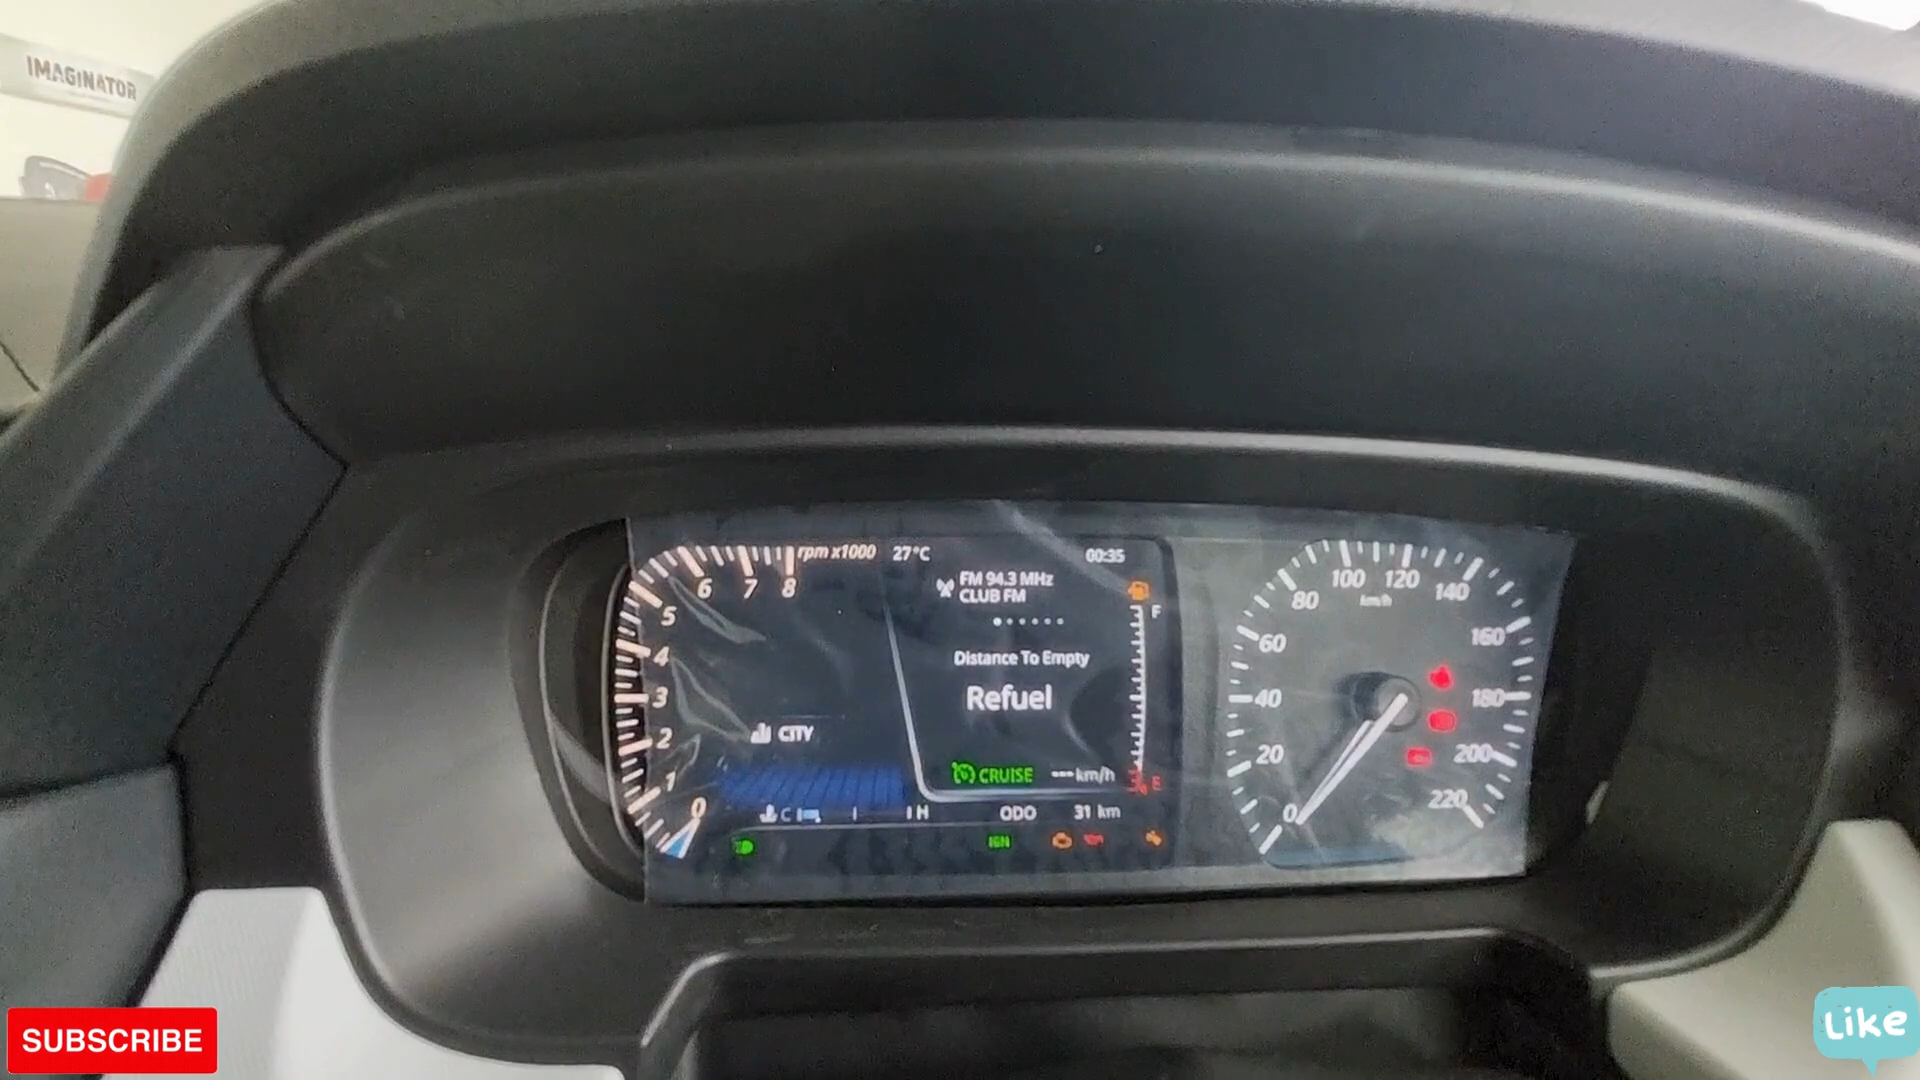 IMAGINATOR
rpm x1000
27°C
00:35
FM 94.3 MHz
CLUB FM
Distance To Empty
Refuel
CITY
CRUISE
---km/h
C
H
ODO
31 km
IGN
F
E
0
1
2
3
4
5
6
7
8
0
20
40
60
80
100
120
140
160
180
200
220
km/h
SUBSCRIBE
Like